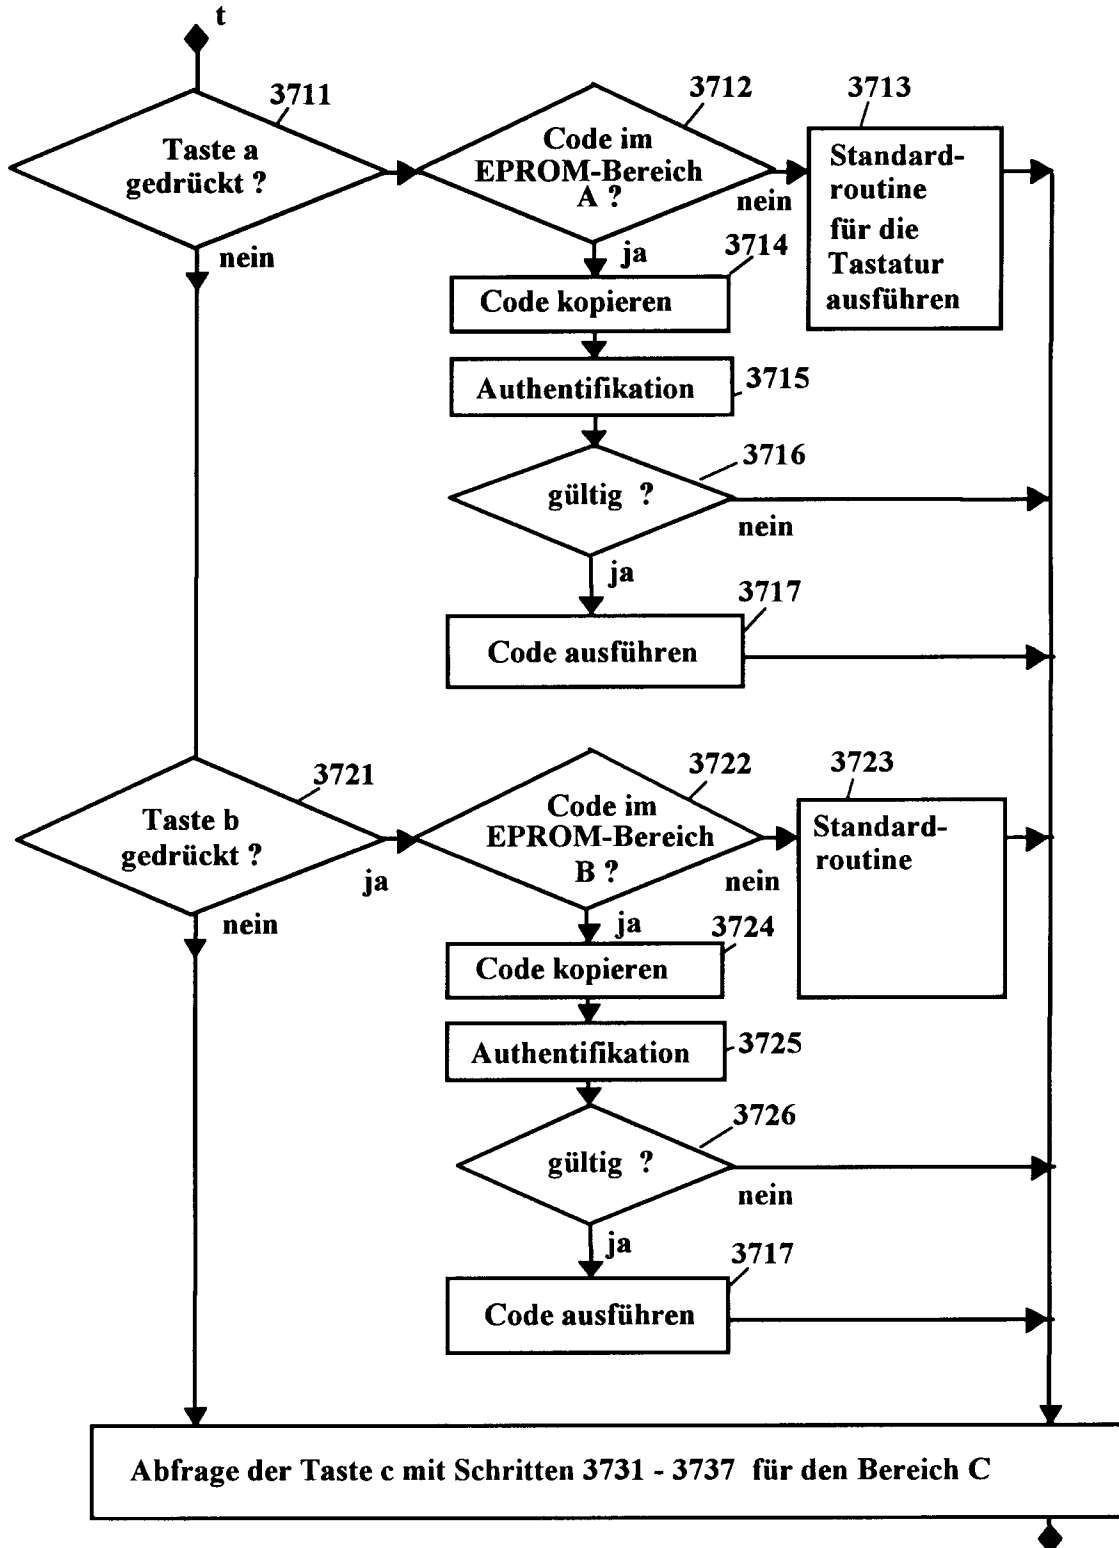 t
3711
Taste a
gedrückt ?
nein
3712
Code im
EPROM-Bereich
A ?
nein
ja
3713
Standard-
routine
für die
Tastatur
ausführen
3714
Code kopieren
Authentifikation
3715
3716
gültig ?
nein
ja
3717
Code ausführen
3721
Taste b
gedrückt ?
ja
nein
3722
Code im
EPROM-Bereich
B ?
nein
ja
3723
Standard-
routine
3724
Code kopieren
Authentifikation
3725
3726
gültig ?
nein
ja
3717
Code ausführen
Abfrage der Taste c mit Schritten 3731 - 3737 für den Bereich C